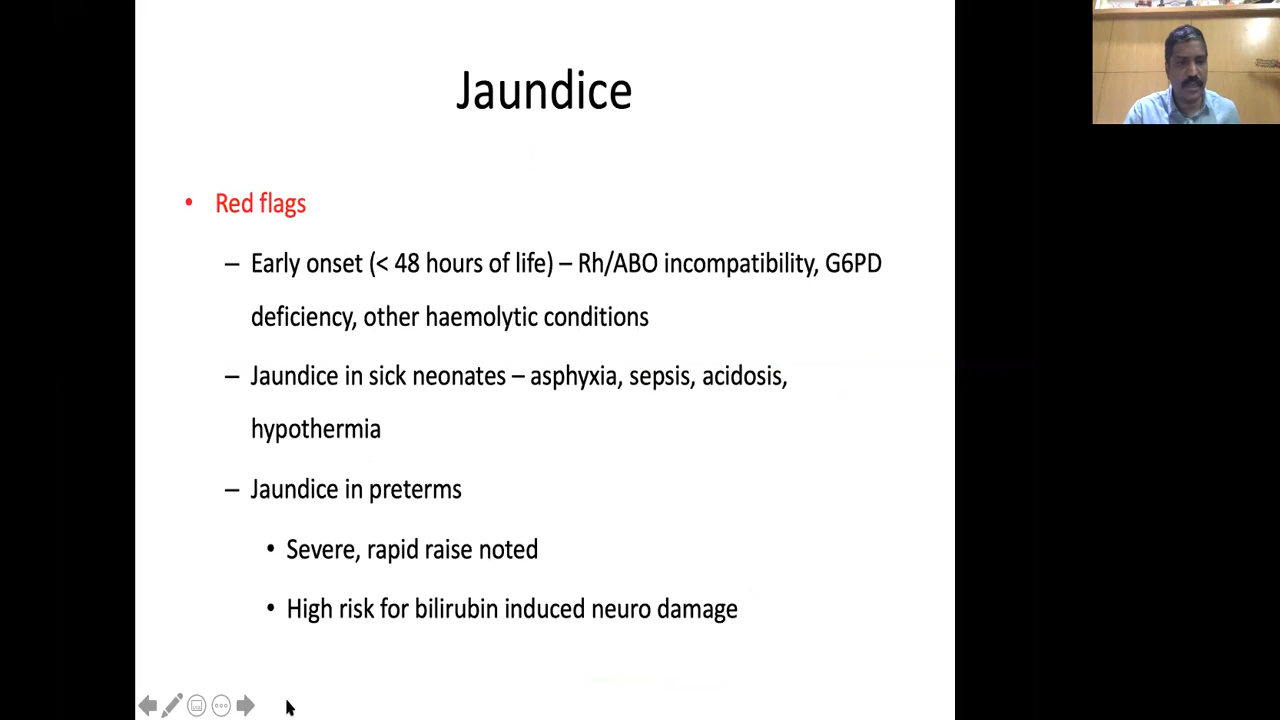 Jaundice
• Red flags
– Early onset (< 48 hours of life) – Rh/ABO incompatibility, G6PD
deficiency, other haemolytic conditions
– Jaundice in sick neonates – asphyxia, sepsis, acidosis,
hypothermia
– Jaundice in preterms
• Severe, rapid raise noted
• High risk for bilirubin induced neuro damage